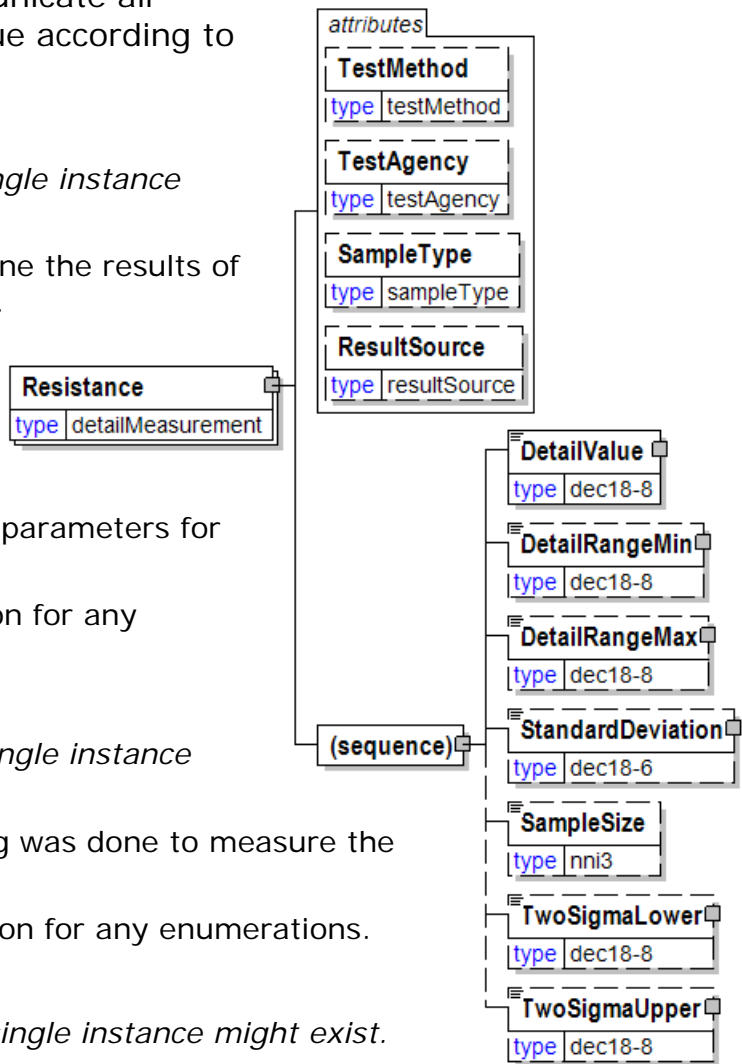 unicate all
ue according to
ngle instance
ne the results of
.
parameters for
on for any
ngle instance
g was done to measure the
on for any enumerations.
single instance might exist.
attributes
TestMethod
type testMethod
TestAgency
type testAgency
SampleType
type sampleType
ResultSource
type resultSource
Resistance
type detailMeasurement
(sequence)
DetailValue
type dec18-8
DetailRangeMin
type dec18-8
DetailRangeMax
type dec18-8
StandardDeviation
type dec18-6
SampleSize
type nni3
TwoSigmaLower
type dec18-8
TwoSigmaUpper
type dec18-8